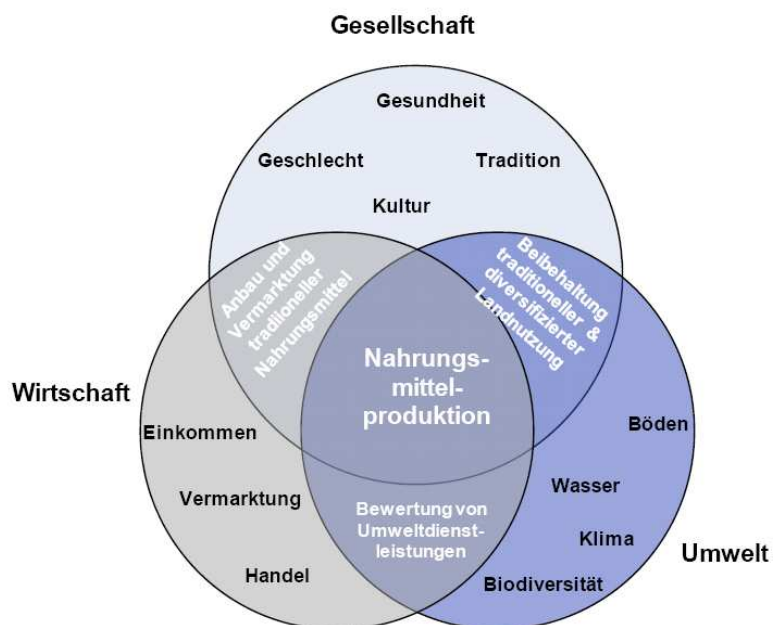 Gesellschaft
Gesundheit
Geschlecht
Tradition
Kultur
Anbau und
Vermarktung
tradiioneller
Nahrungsmittel
Beibehaltung
traditioneller &
diversifizierter
Landnutzung
Nahrungs-
mittel-
produktion
Wirtschaft
Einkommen
Vermarktung
Handel
Bewertung von
Umweltdienst-
leistungen
Böden
Wasser
Klima
Biodiversität
Umwelt